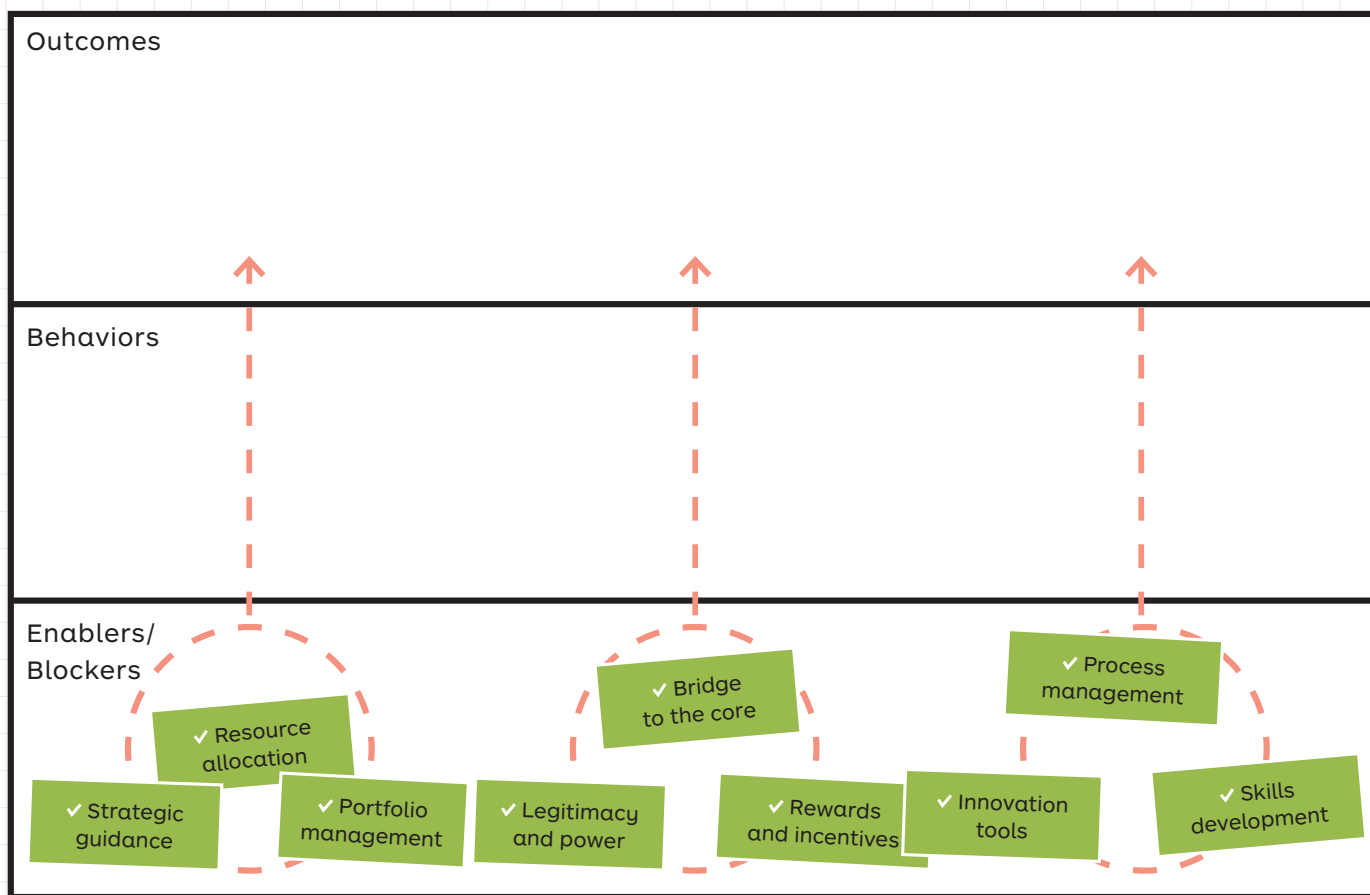 Outcomes
Behaviors
Enablers/
Blockers
✓ Resource
allocation
✓ Strategic
guidance
✓ Portfolio
management
✓ Bridge
to the core
✓ Legitimacy
and power
✓ Rewards
and incentives
✓ Process
management
✓ Innovation
tools
✓ Skills
development